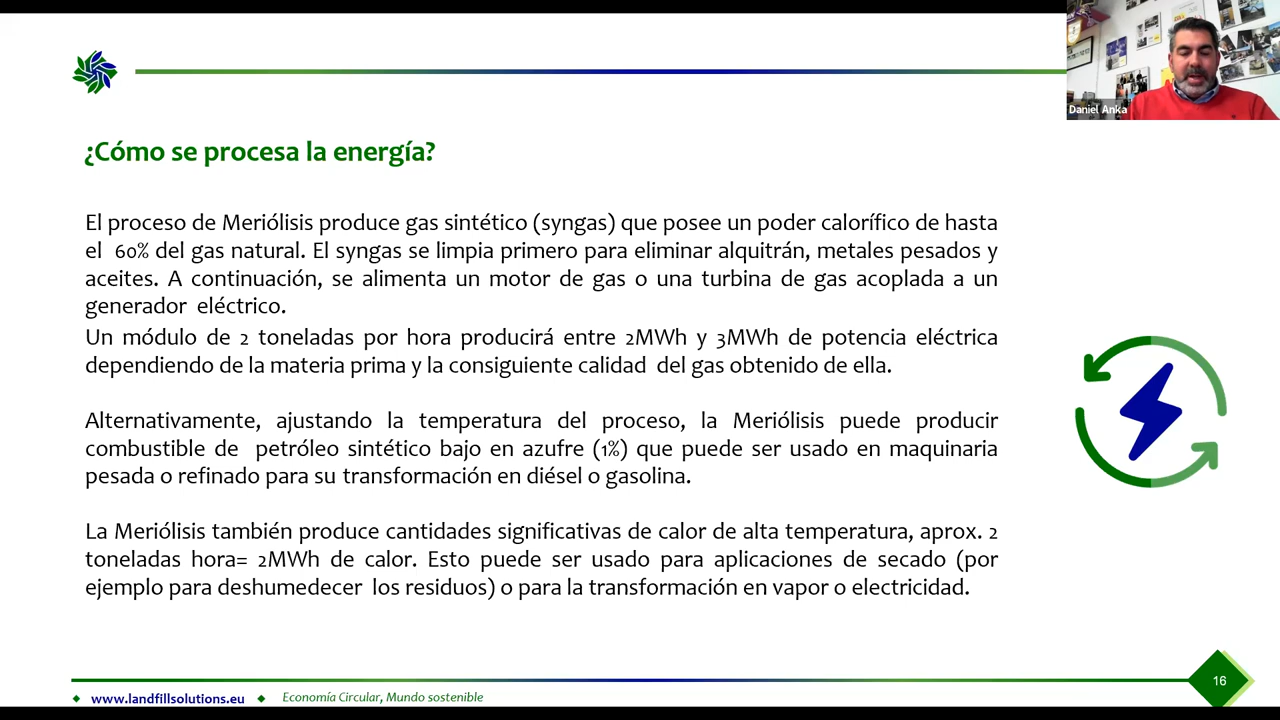 Daniel Anka
¿Cómo se procesa la energía?
El proceso de Meriólisis produce gas sintético (syngas) que posee un poder calorífico de hasta
el 60% del gas natural. El syngas se limpia primero para eliminar alquitrán, metales pesados y
aceites. A continuación, se alimenta un motor de gas o una turbina de gas acoplada a un
generador eléctrico.
Un módulo de 2 toneladas por hora producirá entre 2MWh y 3MWh de potencia eléctrica
dependiendo de la materia prima y la consiguiente calidad del gas obtenido de ella.
Alternativamente, ajustando la temperatura del proceso, la Meriólisis puede producir
combustible de petróleo sintético bajo en azufre (1%) que puede ser usado en maquinaria
pesada o refinado para su transformación en diésel o gasolina.
La Meriólisis también produce cantidades significativas de calor de alta temperatura, aprox. 2
toneladas hora= 2MWh de calor. Esto puede ser usado para aplicaciones de secado (por
ejemplo para deshumedecer los residuos) o para la transformación en vapor o electricidad.
16
www.landfillsolutions.eu
Economía Circular, Mundo sostenible